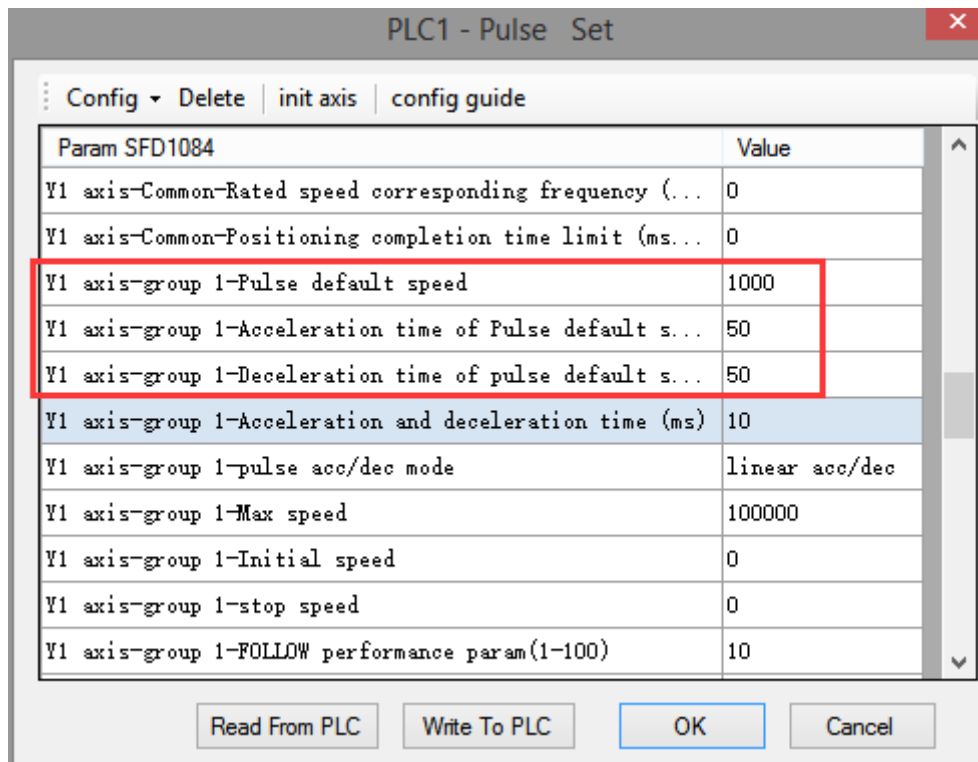 PLC1 - Pulse Set
Config Delete init axis config guide
Param SFD1084 Value
Y1 axis-Common-Rated speed corresponding frequency (... 0
Y1 axis-Common-Positioning completion time limit (ms... 0
Y1 axis-group 1-Pulse default speed 1000
Y1 axis-group 1-Acceleration time of Pulse default s... 50
Y1 axis-group 1-Deceleration time of pulse default s... 50
Y1 axis-group 1-Acceleration and deceleration time (ms) 10
Y1 axis-group 1-pulse acc/dec mode linear acc/dec
Y1 axis-group 1-Max speed 100000
Y1 axis-group 1-Initial speed 0
Y1 axis-group 1-stop speed 0
Y1 axis-group 1-FOLLOW performance param(1-100) 10
Read From PLC Write To PLC OK Cancel